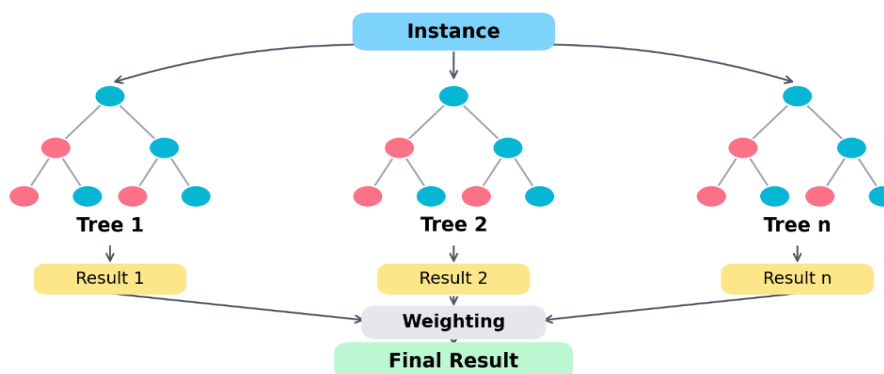 Instance
Tree 1
Tree 2
Tree n
Result 1
Result 2
Result n
Weighting
Final Result